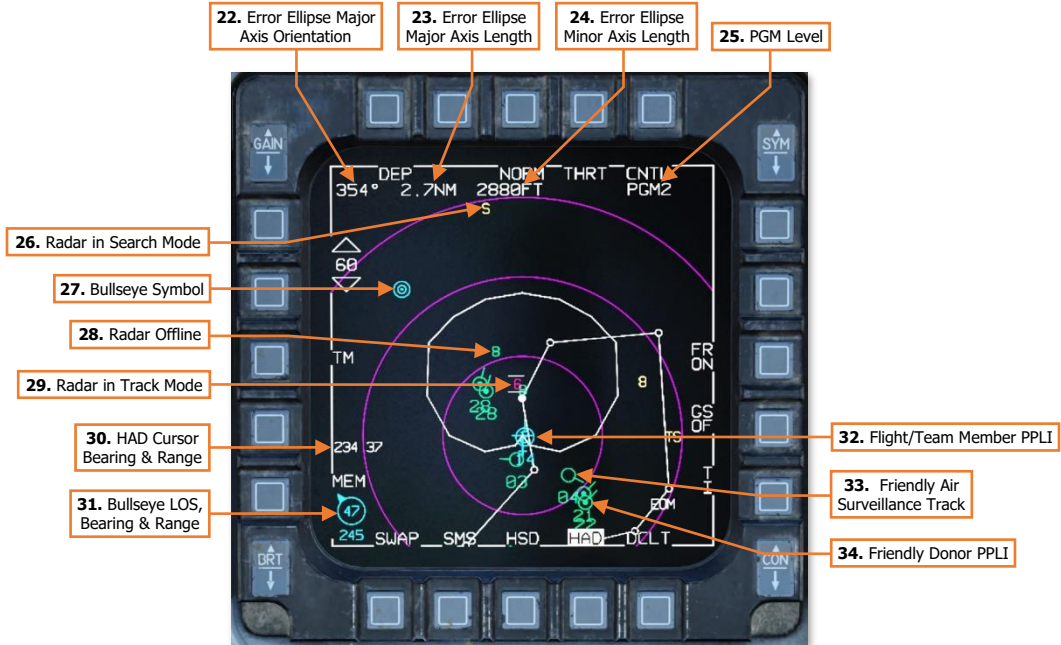 22. Error Ellipse Major
Axis Orientation
23. Error Ellipse
Major Axis Length
24. Error Ellipse
Minor Axis Length
25. PGM Level
GAIN
SYM
DEP NORM THRT CNTL
354° 2.7NM 2880FT PGM2
S
26. Radar in Search Mode
60
27. Bullseye Symbol
28. Radar Offline
8
TM
FR
ON
29. Radar in Track Mode
6
8
8
28
28
GS
OF
30. HAD Cursor
Bearing & Range
234 37
TS
32. Flight/Team Member PPLI
03
MEM
33. Friendly Air
Surveillance Track
04
31. Bullseye LOS,
Bearing & Range
47
245
21
EOM
34. Friendly Donor PPLI
SWAP SMS HSD HAD DCLT
BRT
CON